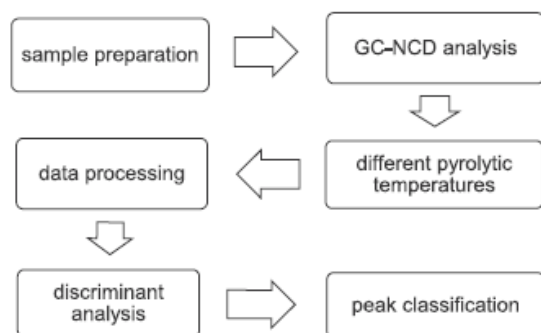 sample preparation
GC–NCD analysis
different pyrolytic
temperatures
data processing
discriminant
analysis
peak classification